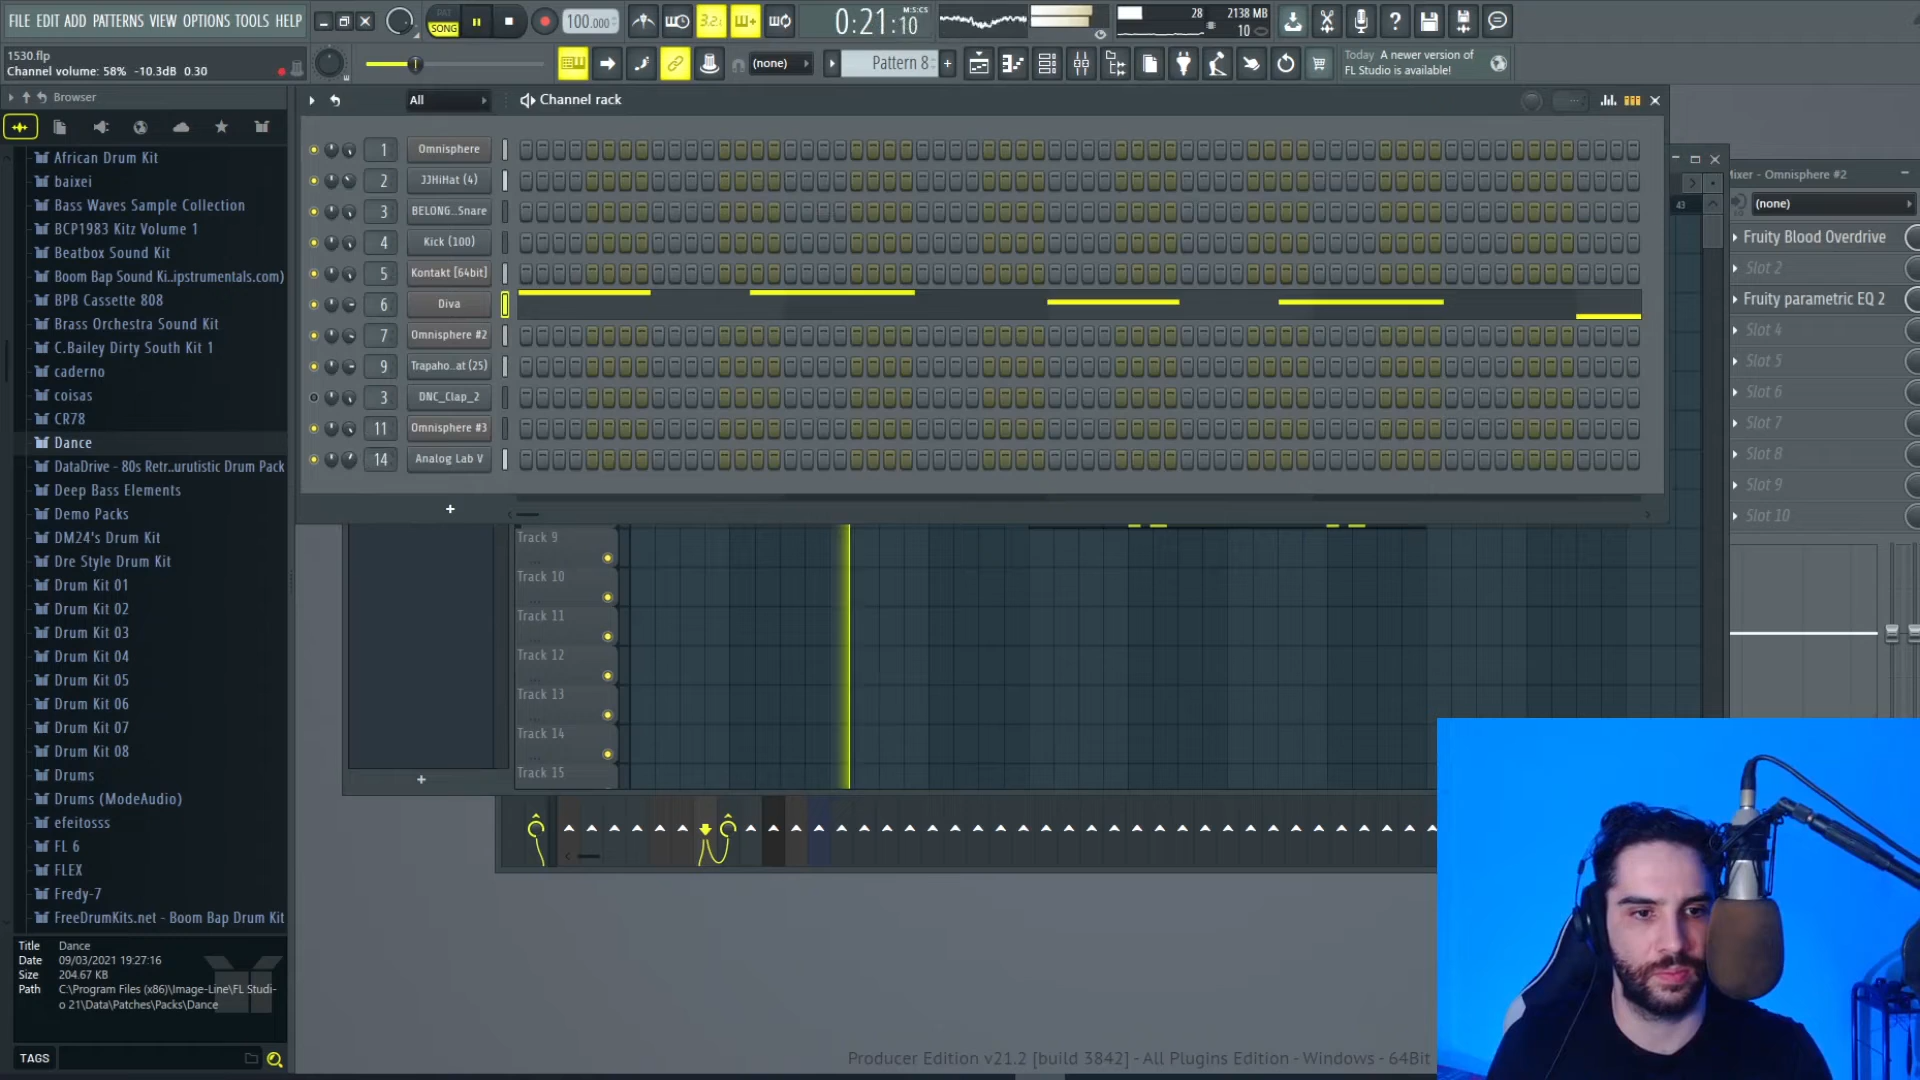 FILE EDIT ADD PATTERNS VIEW OPTIONS TOOLS HELP
1530.flp
Channel volume: 58% -10.3dB 0.30
PAT
SONG
100.000
3.2.
0:21:10
M:S:CS
28
2138 MB
10
(none)
Pattern 8
Today A newer version of
FL Studio is available!
Browser
African Drum Kit
baixei
Bass Waves Sample Collection
BCP1983 Kitz Volume 1
Beatbox Sound Kit
Boom Bap Sound Ki..ipstrumentals.com)
BPB Cassette 808
Brass Orchestra Sound Kit
C.Bailey Dirty South Kit 1
caderno
coisas
CR78
Dance
DataDrive - 80s Retr..urutistic Drum Pack
Deep Bass Elements
Demo Packs
DM24's Drum Kit
Dre Style Drum Kit
Drum Kit 01
Drum Kit 02
Drum Kit 03
Drum Kit 04
Drum Kit 05
Drum Kit 06
Drum Kit 07
Drum Kit 08
Drums
Drums (ModeAudio)
efeitosss
FL 6
FLEX
Fredy-7
FreeDrumKits.net - Boom Bap Drum Kit
Title Dance
Date 09/03/2021 19:27:16
Size 204.67 KB
Path C:\Program Files (x86)\Image-Line\FL Studi-
o 21\Data\Patches\Packs\Dance
TAGS
All
Channel rack
1 Omnisphere
2 JJHiHat (4)
3 BELONG..Snare
4 Kick (100)
5 Kontakt [64bit]
6 Diva
7 Omnisphere #2
9 Trapaho..at (25)
3 DNC_Clap_2
11 Omnisphere #3
14 Analog Lab V
+
43
Track 9
Track 10
Track 11
Track 12
Track 13
Track 14
Track 15
+
Mixer - Omnisphere #2
(none)
Fruity Blood Overdrive
Slot 2
Fruity parametric EQ 2
Slot 4
Slot 5
Slot 6
Slot 7
Slot 8
Slot 9
Slot 10
Producer Edition v21.2 [build 3842] - All Plugins Edition - Windows - 64Bit